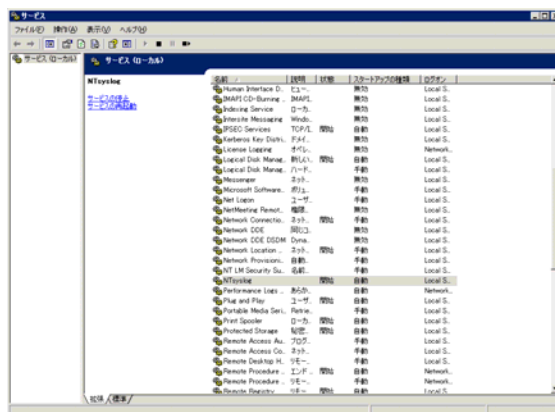 サービス
ファイル(F) 操作(A) 表示(V) ヘルプ(H)
サービス (ローカル)
サービス (ローカル)
NTsyslog
サービスの停止
サービスの再起動
名前 説明 状態 スタートアップの種類 ログオン
Human Interface D.. ヒュー.. 無効 Local S..
IMAPI CD-Burning .. IMAPI.. 無効 Local S..
Indexing Service ローカ.. 無効 Local S..
Intersite Messaging Windo.. 無効 Local S..
IPSEC Services TCP/I.. 開始 自動 Local S..
Kerberos Key Distri.. ドメイ.. 無効 Local S..
License Logging オペレ.. 無効 Network..
Logical Disk Manag.. 新しい.. 開始 自動 Local S..
Logical Disk Manag.. ハード.. 手動 Local S..
Messenger ネット.. 無効 Local S..
Microsoft Software.. ボリュ.. 手動 Local S..
Net Logon ユーザ.. 手動 Local S..
NetMeeting Remot.. 権限.. 無効 Local S..
Network Connectio.. ネット.. 開始 手動 Local S..
Network DDE 同じコ.. 無効 Local S..
Network DDE DSDM Dyna.. 無効 Local S..
Network Location .. ネット.. 開始 手動 Local S..
Network Provisioni.. 自動.. 手動 Local S..
NT LM Security Su.. 名前.. 手動 Local S..
NTsyslog 開始 自動 Local S..
Performance Logs .. あらか.. 自動 Network..
Plug and Play ユーザ.. 開始 自動 Local S..
Portable Media Seri.. Retrie.. 手動 Local S..
Print Spooler ローカ.. 開始 自動 Local S..
Protected Storage 秘密.. 開始 自動 Local S..
Remote Access Au.. プログ.. 手動 Local S..
Remote Access Co.. ネット.. 手動 Local S..
Remote Desktop H.. リモー.. 手動 Local S..
Remote Procedure .. エンド.. 開始 自動 Network..
Remote Procedure .. リモー.. 手動 Network..
Remote Registry リモー.. 開始 自動 Local S..
拡張 標準